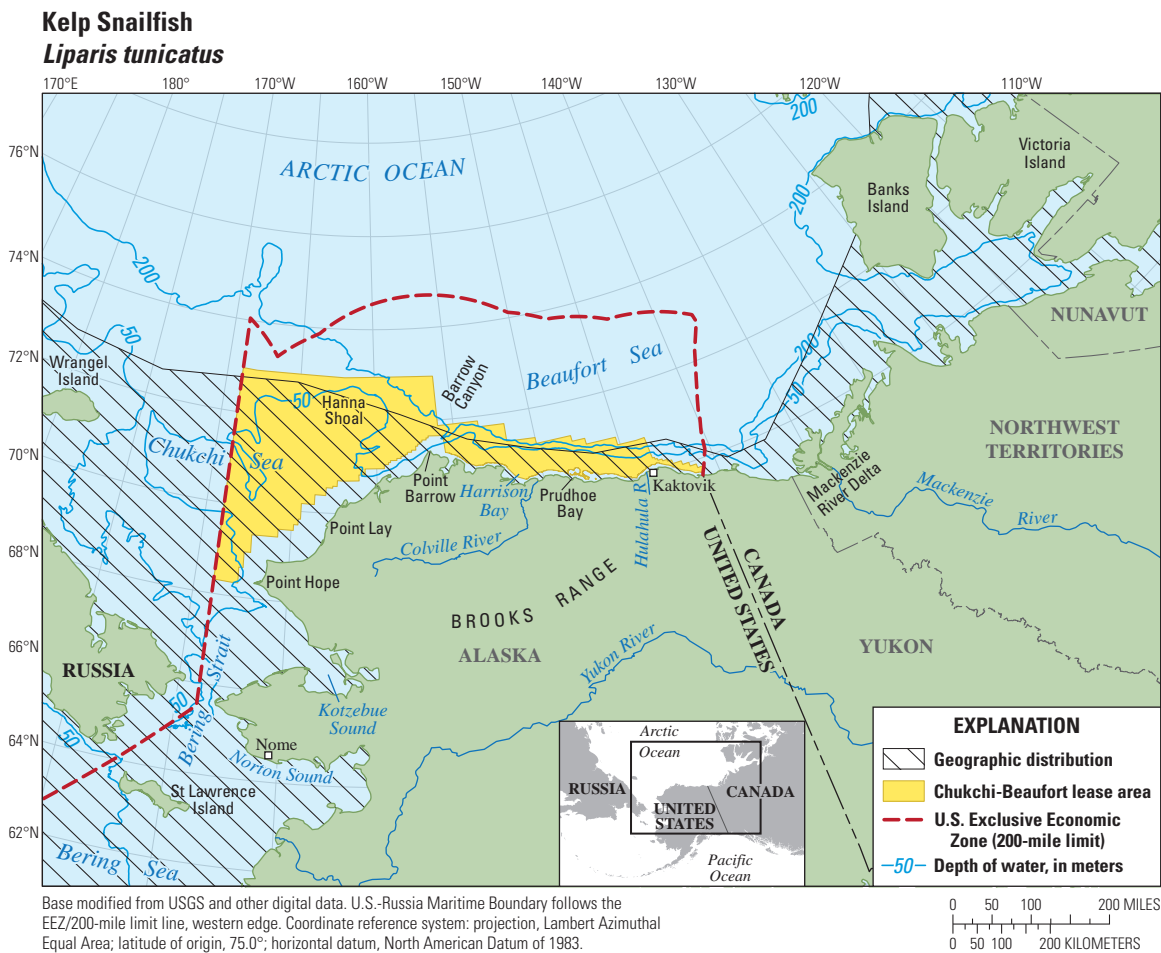 Kelp Snailfish
Liparis tunicatus
170°E 180° 170°W 160°W 150°W 140°W 130°W 120°W 110°W
200
76°N
ARCTIC OCEAN
Victoria
Island
Banks
Island
200
74°N
200
NUNAVUT
50
72°N
Wrangel
Island
Beaufort Sea
200
Barrow
Canyon
50
50
Hanna
Shoal
NORTHWEST
TERRITORIES
Chukchi Sea
70°N
Point
Barrow
Harrison
Bay
Prudhoe
Bay
Hulahula R
Kaktovik
Mackenzie
River Delta
Mackenzie River
Point Lay
Colville River
68°N
Point Hope
CANADA
UNITED STATES
BROOKS RANGE
66°N
ALASKA
YUKON
RUSSIA
Yukon River
Bering Strait
50
Kotzebue
Sound
50
64°N
Nome
Norton Sound
St Lawrence
Island
62°N
Bering Sea
Arctic
Ocean
RUSSIA
UNITED
STATES
CANADA
Pacific
Ocean
EXPLANATION
Geographic distribution
Chukchi-Beaufort lease area
U.S. Exclusive Economic
Zone (200-mile limit)
50 Depth of water, in meters
Base modified from USGS and other digital data. U.S.-Russia Maritime Boundary follows the
EEZ/200-mile limit line, western edge. Coordinate reference system: projection, Lambert Azimuthal
Equal Area; latitude of origin, 75.0°; horizontal datum, North American Datum of 1983.
0 50 100 200 MILES
0 50 100 200 KILOMETERS